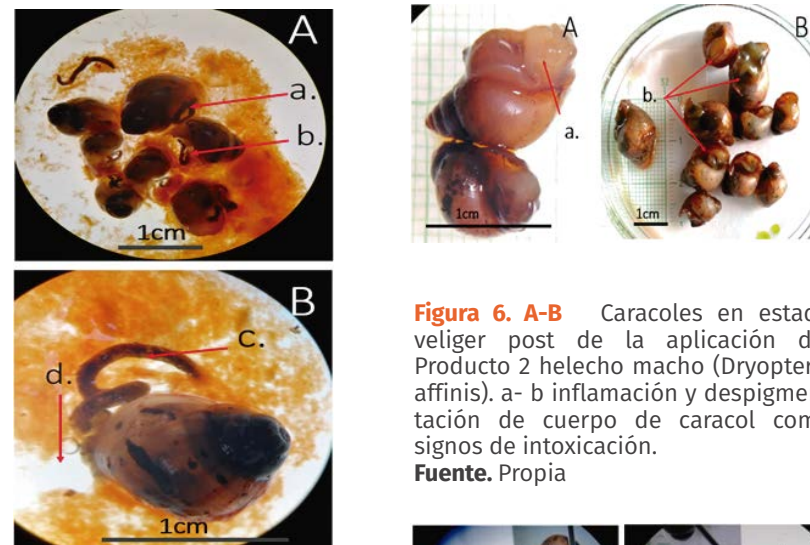 A
a.
b.
1cm
B
c.
d.
1cm
A
a.
1cm
B
b.
1cm
Figura 6. A-B Caracoles en estad
veliger post de la aplicación d
Producto 2 helecho macho (Dryopter
affinis). a- b inflamación y despigme
tación de cuerpo de caracol com
signos de intoxicación.
Fuente. Propia